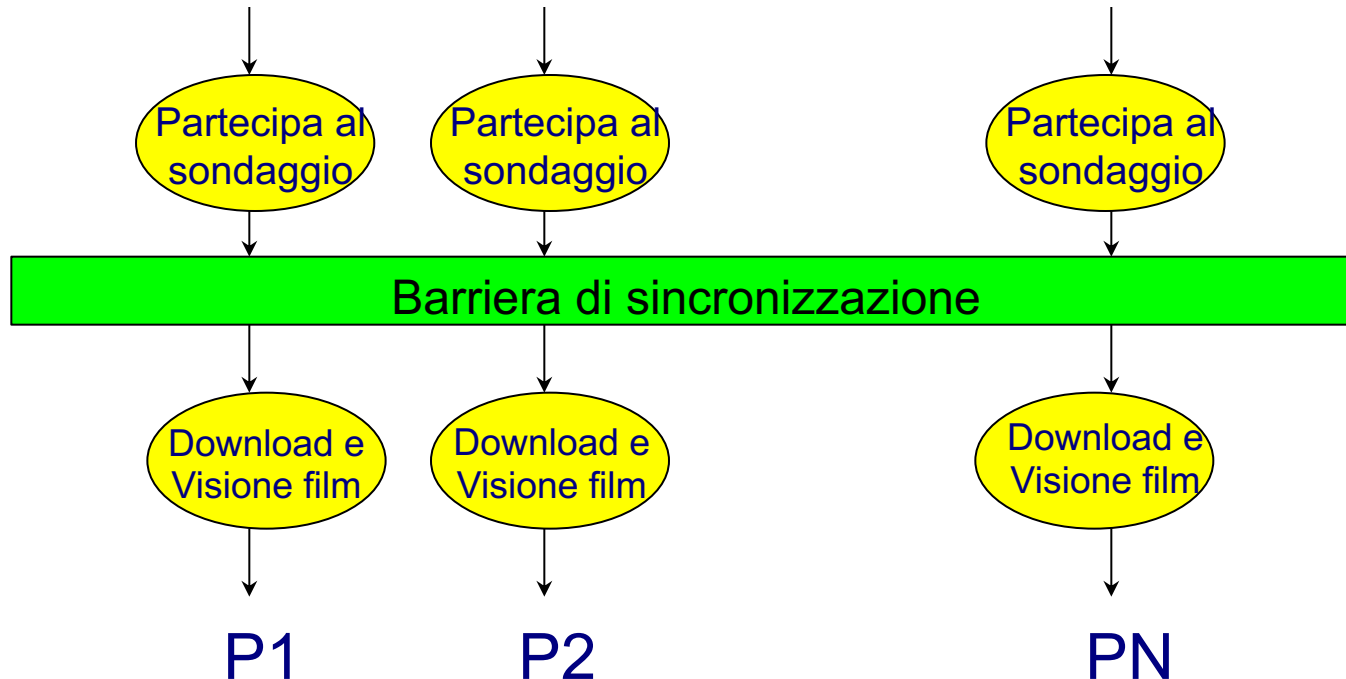 Partecipa al
sondaggio
Partecipa al
sondaggio
Partecipa al
sondaggio
Barriera di sincronizzazione
Download e
Visione film
Download e
Visione film
Download e
Visione film
P1
P2
PN